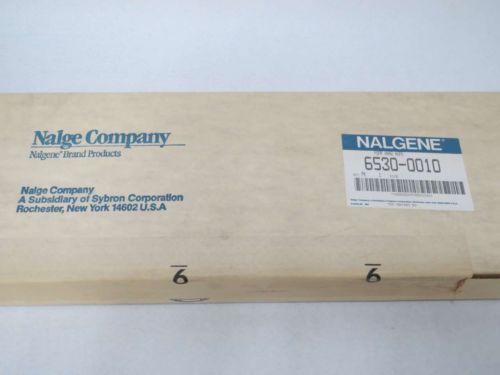 Nalge Company
Nalgene® Brand Products
Nalge Company
A Subsidiary of Sybron Corporation
Rochester, New York 14602 U.S.A
NALGENE®
6530-0010
6
6